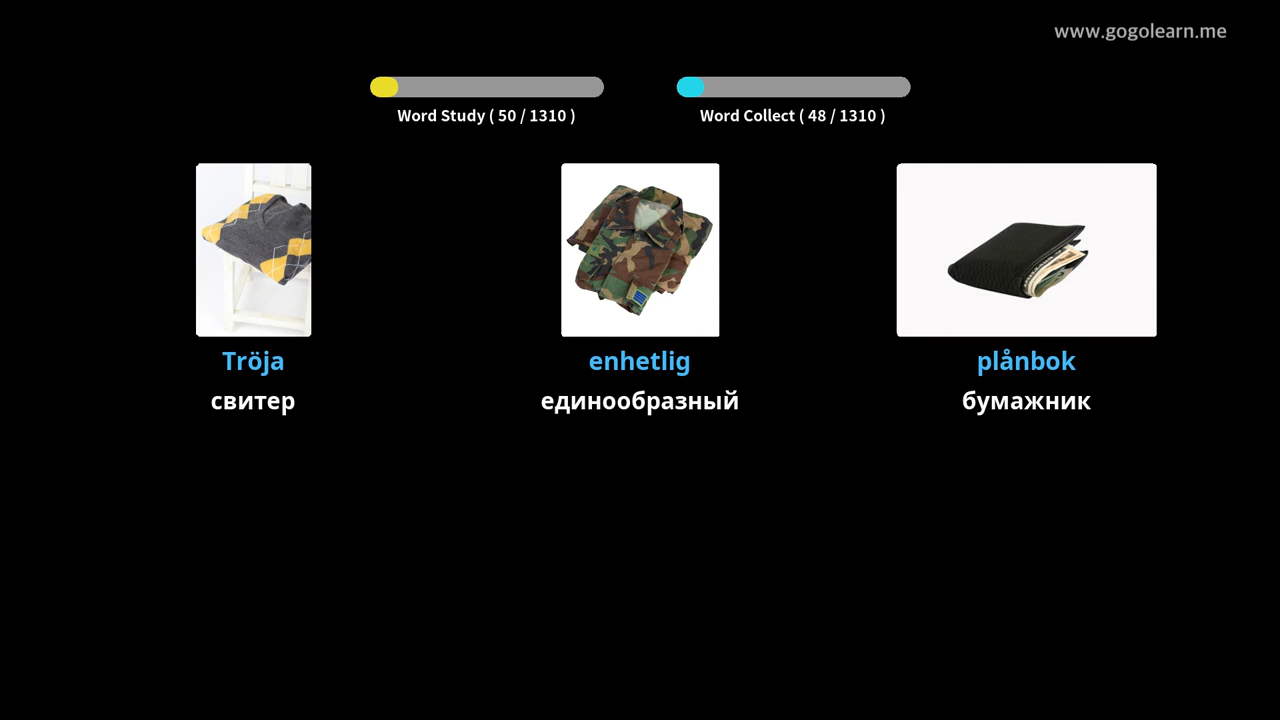 www.gogolearn.me
Word Study ( 50 / 1310 )
Word Collect ( 48 / 1310 )
Tröja
свитер
enhetlig
единообразный
plånbok
бумажник